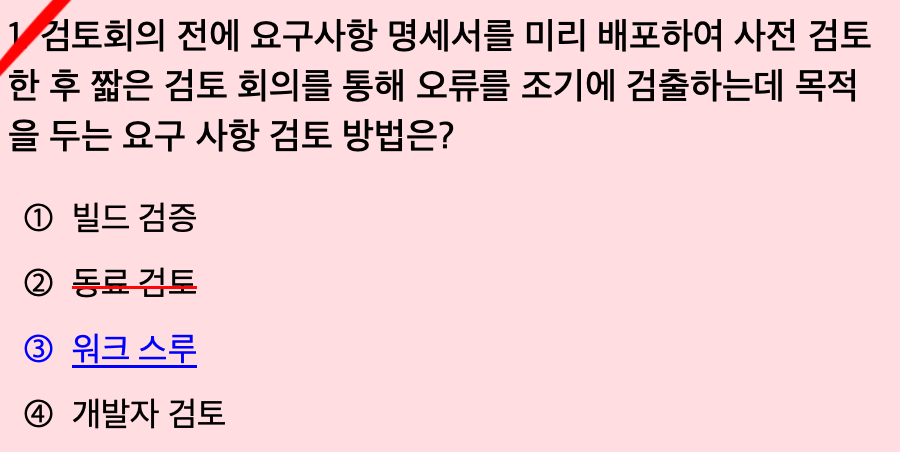 1. 검토회의 전에 요구사항 명세서를 미리 배포하여 사전 검토
한 후 짧은 검토 회의를 통해 오류를 조기에 검출하는데 목적
을 두는 요구 사항 검토 방법은?
① 빌드 검증
② 동료 검토
③ 워크 스루
④ 개발자 검토